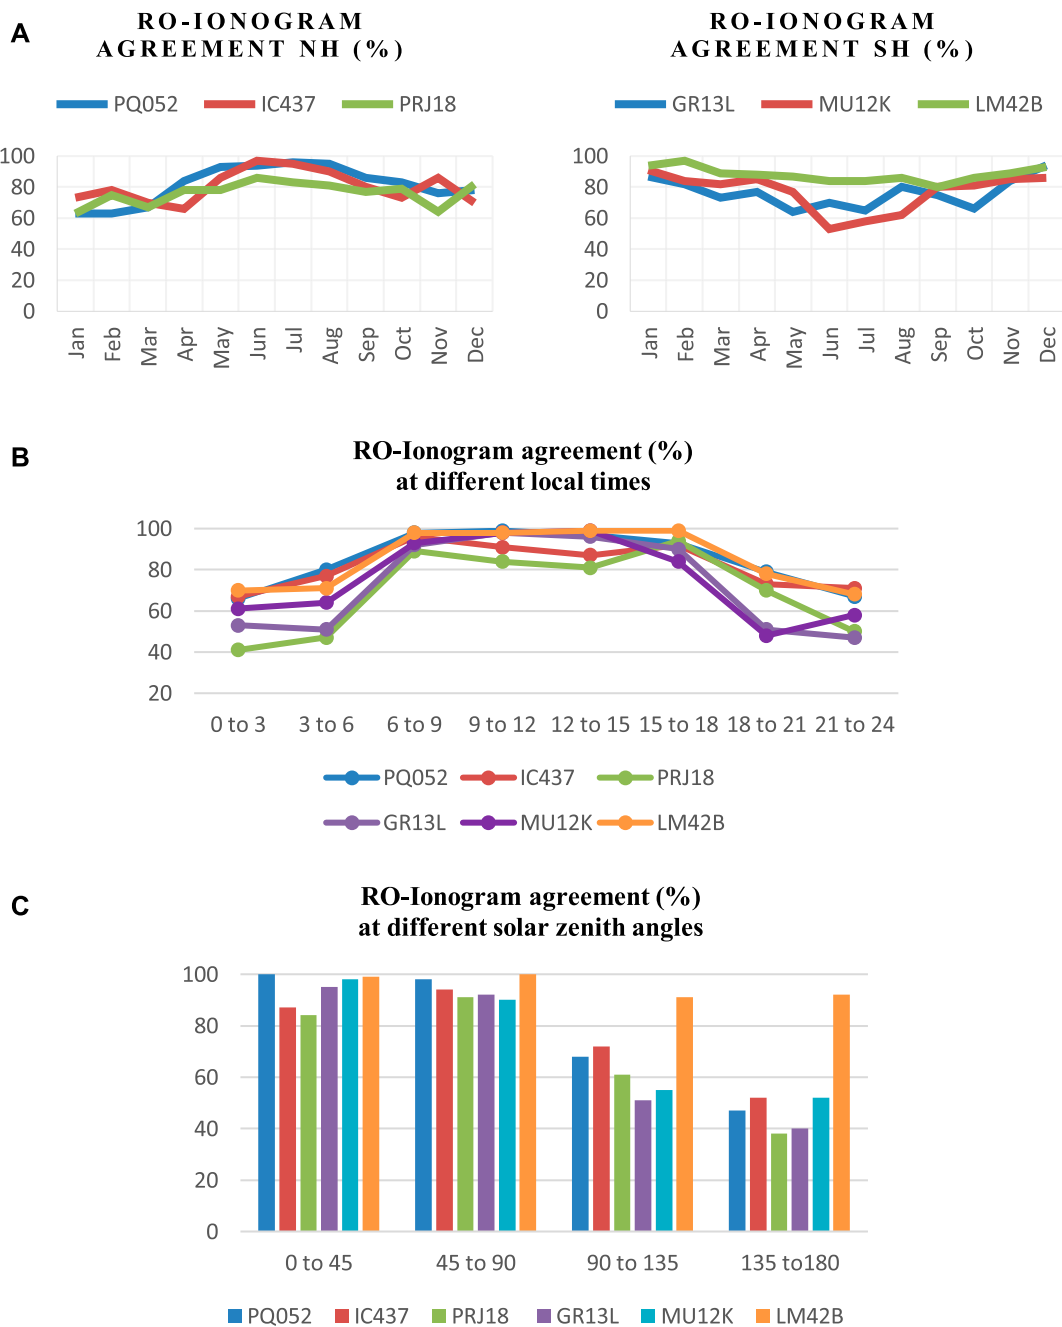 A
RO-IONOGRAM
AGREEMENT NH (%)
PQ052 IC437 PRJ18
100
80
60
40
20
0
Jan Feb Mar Apr May Jun Jul Aug Sep Oct Nov Dec
RO-IONOGRAM
AGREEMENT SH (%)
GR13L MU12K LM42B
100
80
60
40
20
0
Jan Feb Mar Apr May Jun Jul Aug Sep Oct Nov Dec
B
RO-Ionogram agreement (%)
at different local times
100
80
60
40
20
0 to 3 3 to 6 6 to 9 9 to 12 12 to 15 15 to 18 18 to 21 21 to 24
PQ052 IC437 PRJ18
GR13L MU12K LM42B
C
RO-Ionogram agreement (%)
at different solar zenith angles
100
80
60
40
20
0
0 to 45 45 to 90 90 to 135 135 to180
PQ052 IC437 PRJ18 GR13L MU12K LM42B